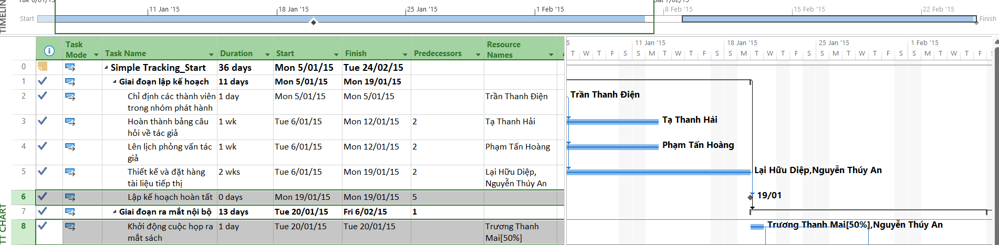 TIMELINE
Tue 6/01/15
Sat 7/02/15
11 Jan '15 18 Jan '15 25 Jan '15 1 Feb '15 8 Feb '15 15 Feb '15 22 Feb '15
Start
Finish
TT CHART
Task Mode Task Name Duration Start Finish Predecessors Resource Names
0 Simple Tracking_Start 36 days Mon 5/01/15 Tue 24/02/15
1 Giai đoạn lập kế hoạch 11 days Mon 5/01/15 Mon 19/01/15
2 Chỉ định các thành viên 1 day Mon 5/01/15 Mon 5/01/15 Trần Thanh Điện
trong nhóm phát hành
3 Hoàn thành bảng câu 1 wk Tue 6/01/15 Mon 12/01/15 2 Tạ Thanh Hải
hỏi về tác giả
4 Lên lịch phỏng vấn tác 1 wk Tue 6/01/15 Mon 12/01/15 2 Phạm Tấn Hoàng
giả
5 Thiết kế và đặt hàng 2 wks Tue 6/01/15 Mon 19/01/15 2 Lại Hữu Diệp,
tài liệu tiếp thị Nguyễn Thúy An
6 Lập kế hoạch hoàn tất 0 days Mon 19/01/15 Mon 19/01/15 5
7 Giai đoạn ra mắt nội bộ 13 days Tue 20/01/15 Fri 6/02/15 1
8 Khởi động cuộc họp ra 1 day Tue 20/01/15 Tue 20/01/15 Trương Thanh
mắt sách Mai[50%]
5 11 Jan '15 18 Jan '15 25 Jan '15 1 Feb '15
T W T F S S M T W T F S S M T W T F S S M T W T F S S M T W T F
Trần Thanh Điện
Tạ Thanh Hải
Phạm Tấn Hoàng
Lại Hữu Diệp,Nguyễn Thúy An
19/01
Trương Thanh Mai[50%],Nguyễn Thúy An